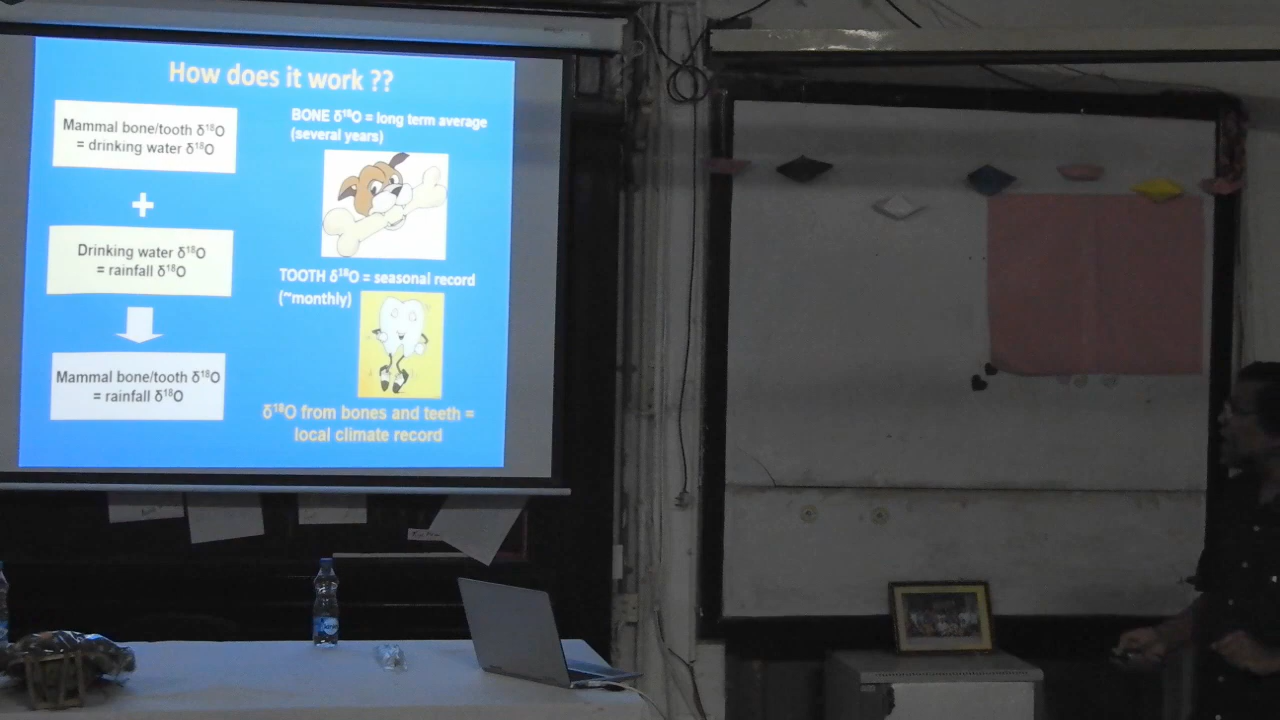 How does it work ??
Mammal bone/tooth δ¹⁸O
= drinking water δ¹⁸O
+
Drinking water δ¹⁸O
= rainfall δ¹⁸O
Mammal bone/tooth δ¹⁸O
= rainfall δ¹⁸O
BONE δ¹⁸O = long term average
(several years)
TOOTH δ¹⁸O = seasonal record
(~monthly)
δ¹⁸O from bones and teeth =
local climate record